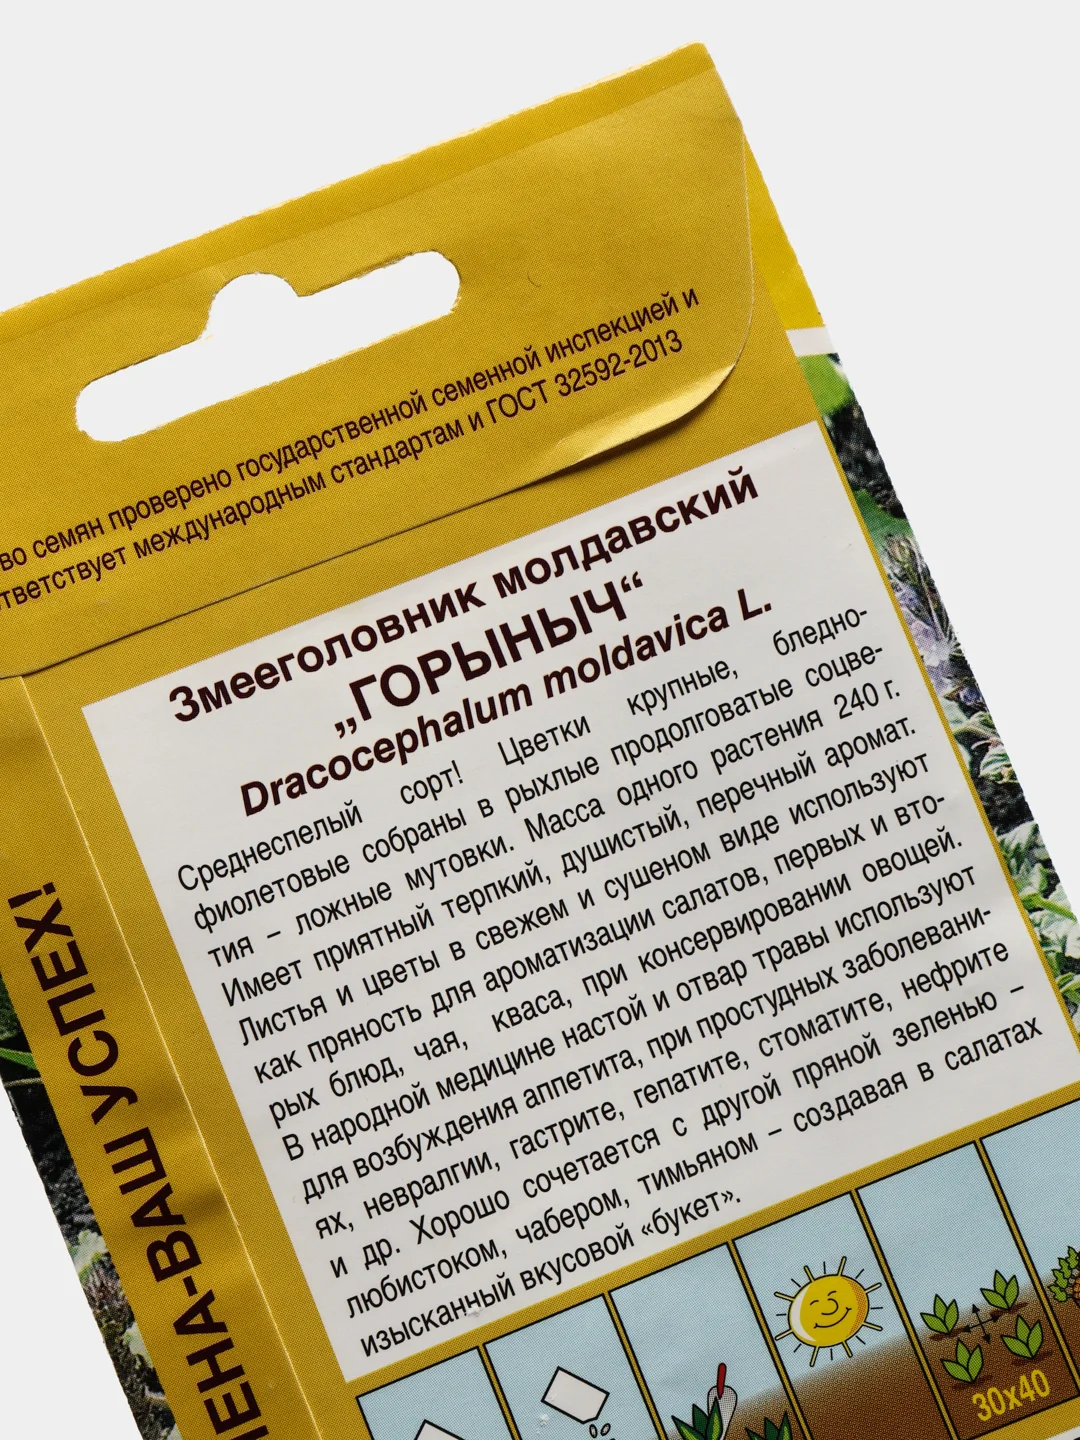 во семян проверено государственной семенной инспекцией и
тветствует международным стандартам и ГОСТ 32592-2013
Змееголовник молдавский
„ГОРЫНЫЧ“
Dracocephalum moldavica L.
Среднеспелый сорт! Цветки крупные, бледно-
фиолетовые собраны в рыхлые продолговатые соцве-
тия – ложные мутовки. Масса одного растения 240 г.
Имеет приятный терпкий, душистый, перечный аромат.
Листья и цветы в свежем и сушеном виде используют
как пряность для ароматизации салатов, первых и вто-
рых блюд, чая, кваса, при консервировании овощей.
В народной медицине настой и отвар травы используют
для возбуждения аппетита, при простудных заболевани-
ях, невралгии, гастрите, гепатите, стоматите, нефрите
и др. Хорошо сочетается с другой пряной зеленью –
любистоком, чабером, тимьяном – создавая в салатах
изысканный вкусовой «букет».
ЕНА-ВАШ УСПЕХ!
30x40